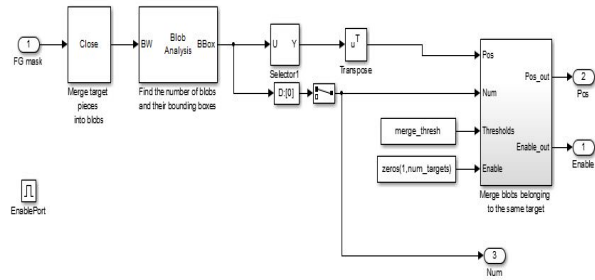 1
FG mask
Close
Merge target
pieces
into blobs
BW
Blob
Analysis
BBox
Find the number of blobs
and their bounding boxes
U
Y
Selector1
uT
Transpose
D:[0]
merge_thresh
zeros(1,num_targets)
Pos
Num
Thresholds
Enable
Pos_out
Enable_out
Merge blobs belonging
to the same target
2
Pos
1
Enable
3
Num
EnablePort